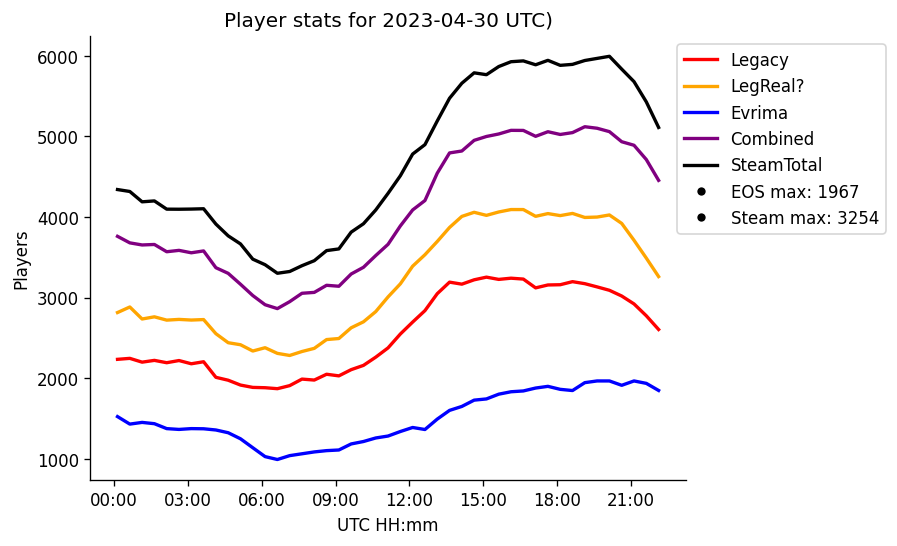 Player stats for 2023-04-30 UTC)
Players
6000
5000
4000
3000
2000
1000
00:00 03:00 06:00 09:00 12:00 15:00 18:00 21:00
UTC HH:mm
Legacy
LegReal?
Evrima
Combined
SteamTotal
EOS max: 1967
Steam max: 3254